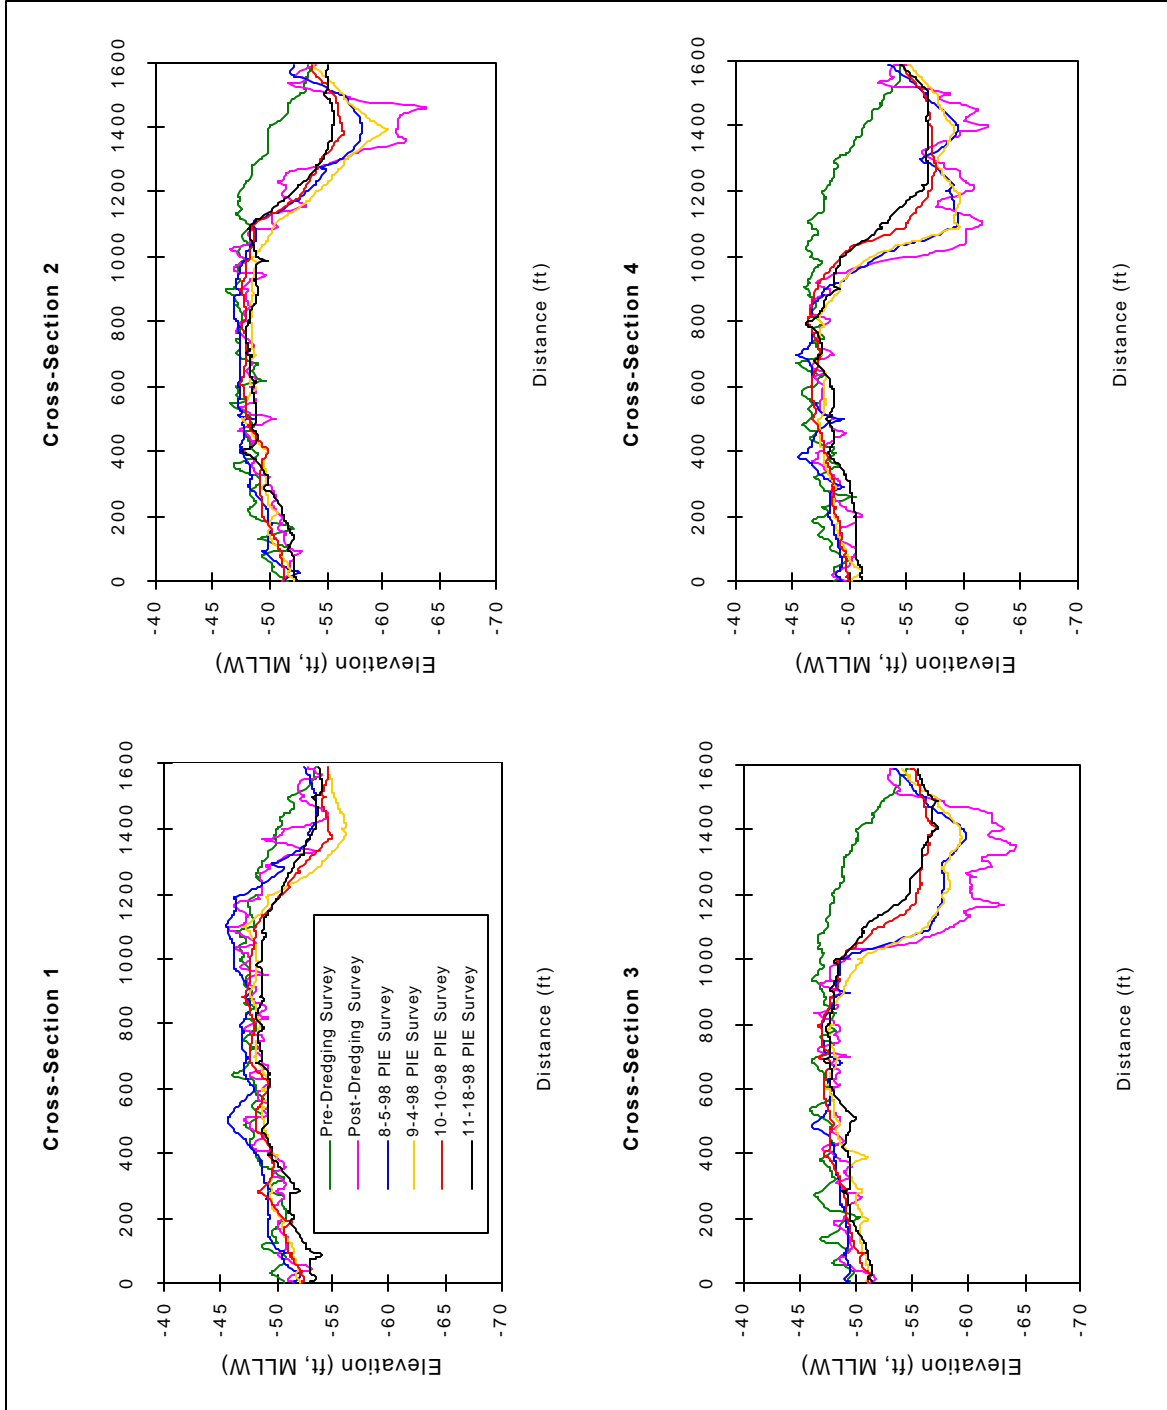 Cross-Section 1
0 200 400 600 800 1000 1200 1400 1600
-40
-45
-50
-55
-60
-65
-70
Elevation (ft, MLLW)
Distance (ft)
Pre-Dredging Survey
Post-Dredging Survey
8-5-98 PIE Survey
9-4-98 PIE Survey
10-10-98 PIE Survey
11-18-98 PIE Survey
Cross-Section 2
0 200 400 600 800 1000 1200 1400 1600
-40
-45
-50
-55
-60
-65
-70
Elevation (ft, MLLW)
Distance (ft)
Cross-Section 3
0 200 400 600 800 1000 1200 1400 1600
-40
-45
-50
-55
-60
-65
-70
Elevation (ft, MLLW)
Distance (ft)
Cross-Section 4
0 200 400 600 800 1000 1200 1400 1600
-40
-45
-50
-55
-60
-65
-70
Elevation (ft, MLLW)
Distance (ft)